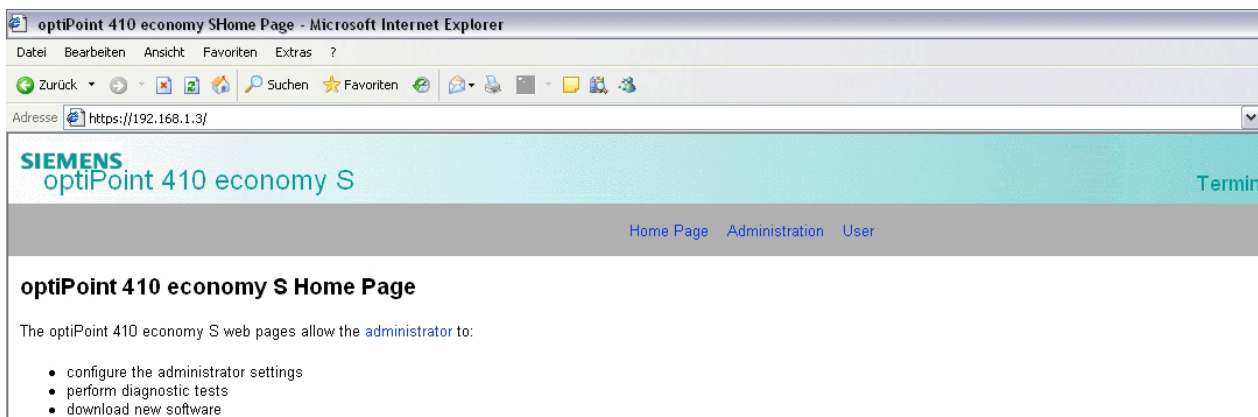 optiPoint 410 economy SHome Page - Microsoft Internet Explorer
Datei Bearbeiten Ansicht Favoriten Extras ?
Zurück Suchen Favoriten
Adresse https://192.168.1.3/
SIEMENS
optiPoint 410 economy S
Termin
Home Page Administration User
optiPoint 410 economy S Home Page
The optiPoint 410 economy S web pages allow the administrator to:
• configure the administrator settings
• perform diagnostic tests
• download new software